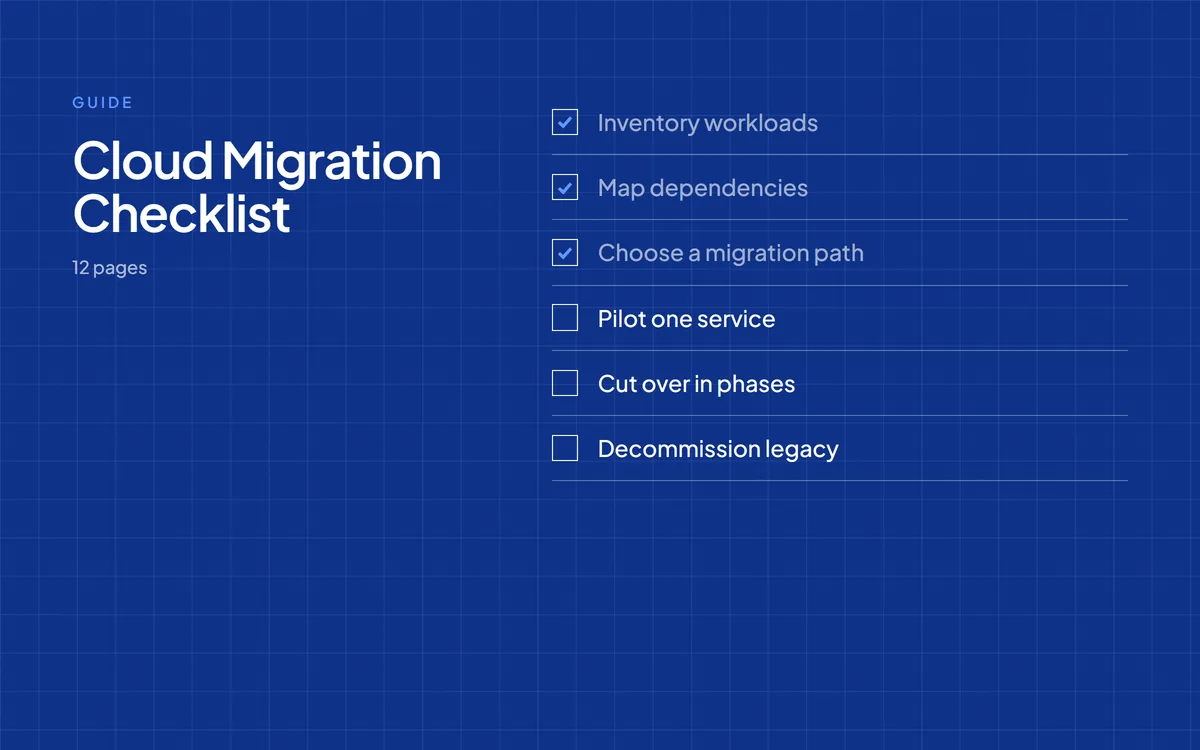 GUIDE
Cloud Migration
Checklist
12 pages
Inventory workloads
Map dependencies
Choose a migration path
Pilot one service
Cut over in phases
Decommission legacy